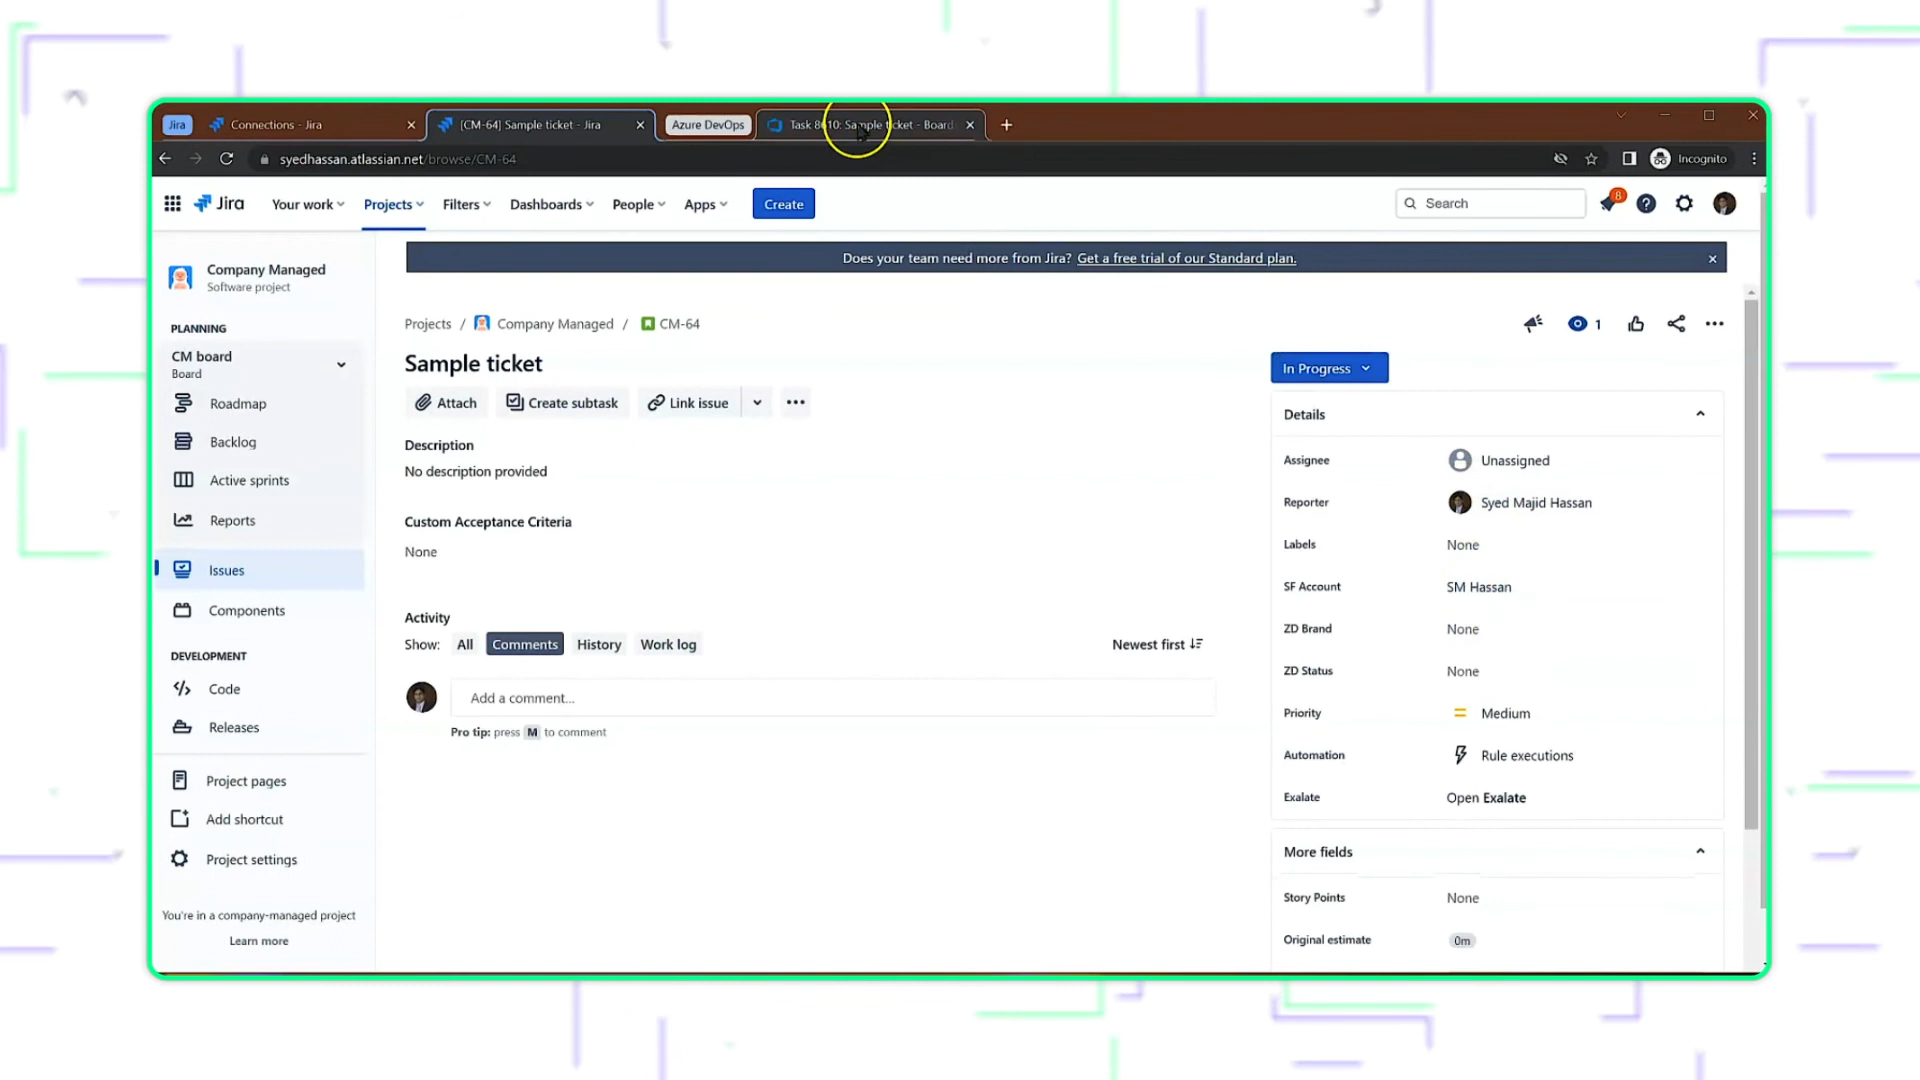 Jira
Connections - Jira
[CM-64] Sample ticket - Jira
Azure DevOps
Task 8610: Sample ticket - Board
syedhassan.atlassian.net/browse/CM-64
Incognito
Jira
Your work
Projects
Filters
Dashboards
People
Apps
Create
Search
8
Company Managed
Software project
Does your team need more from Jira? Get a free trial of our Standard plan.
PLANNING
CM board
Board
Roadmap
Backlog
Active sprints
Reports
Issues
Components
DEVELOPMENT
Code
Releases
Project pages
Add shortcut
Project settings
You're in a company-managed project
Learn more
Projects / Company Managed / CM-64
1
Sample ticket
Attach
Create subtask
Link issue
Description
No description provided
Custom Acceptance Criteria
None
Activity
Show: All Comments History Work log
Newest first
Add a comment...
Pro tip: press M to comment
In Progress
Details
Assignee Unassigned
Reporter Syed Majid Hassan
Labels None
SF Account SM Hassan
ZD Brand None
ZD Status None
Priority Medium
Automation Rule executions
Exalate Open Exalate
More fields
Story Points None
Original estimate 0m